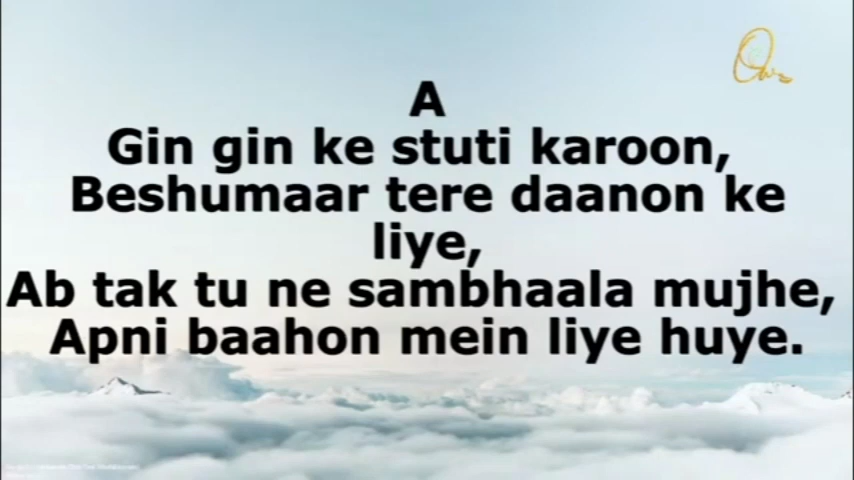 A
Gin gin ke stuti karoon,
Beshumaar tere daanon ke
liye,
Ab tak tu ne sambhaala mujhe,
Apni baahon mein liye huye.